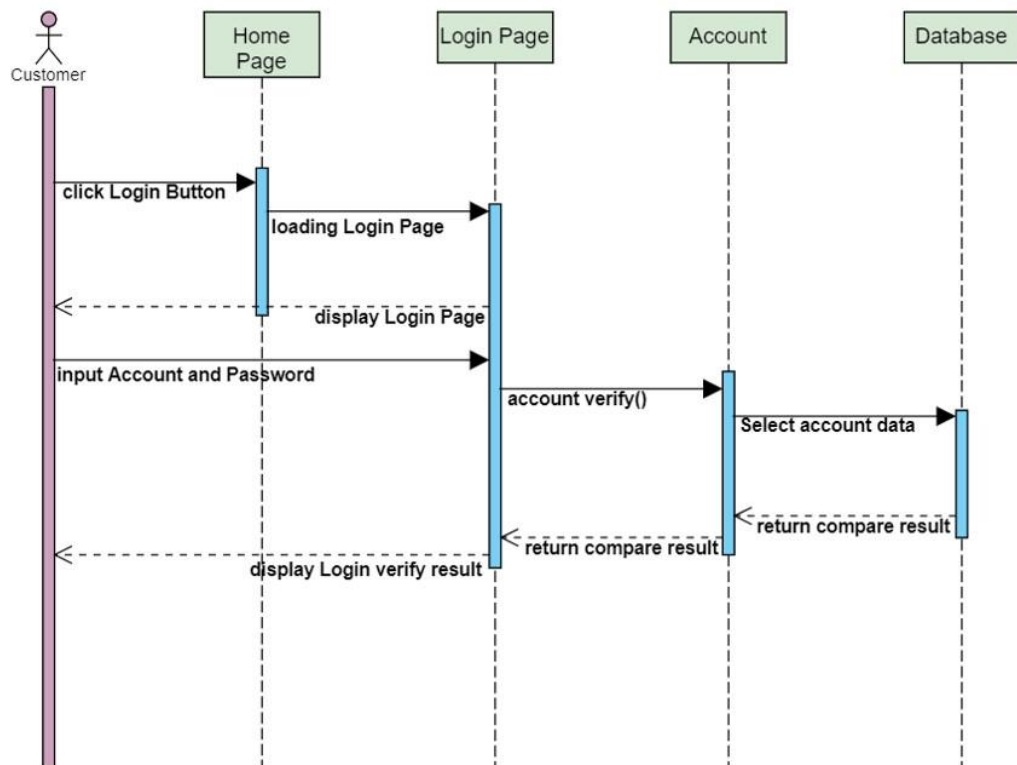 Customer
Home
Page
Login Page
Account
Database
click Login Button
loading Login Page
display Login Page
input Account and Password
account verify()
Select account data
return compare result
return compare result
display Login verify result